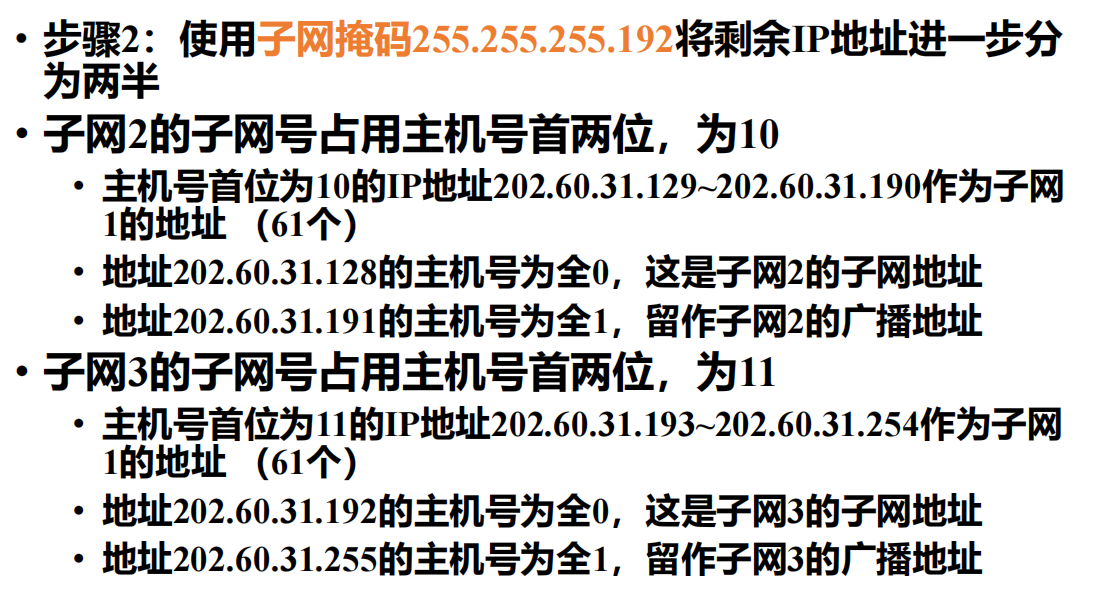 • 步骤2：使用子网掩码255.255.255.192将剩余IP地址进一步分
为两半
• 子网2的子网号占用主机号首两位，为10
• 主机号首位为10的IP地址202.60.31.129~202.60.31.190作为子网
1的地址 （61个）
• 地址202.60.31.128的主机号为全0，这是子网2的子网地址
• 地址202.60.31.191的主机号为全1，留作子网2的广播地址
• 子网3的子网号占用主机号首两位，为11
• 主机号首位为11的IP地址202.60.31.193~202.60.31.254作为子网
1的地址 （61个）
• 地址202.60.31.192的主机号为全0，这是子网3的子网地址
• 地址202.60.31.255的主机号为全1，留作子网3的广播地址